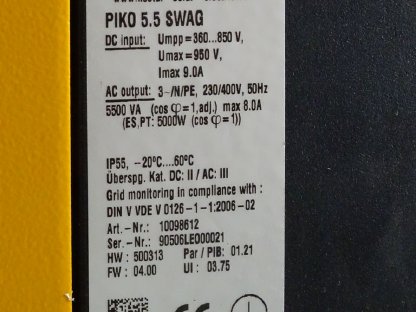 PIKO 5.5 SWAG
DC input: Umpp=360...850 V,
Umax=950 V,
Imax 9.0A
AC output: 3~/N/PE, 230/400V, 50Hz
5500 VA (cos φ=1,adj.) max 8.0A
(ES,PT: 5000W (cos φ=1))
IP55, -20°C....60°C
Überspg. Kat. DC: II / AC: III
Grid monitoring in compliance with :
DIN V VDE V 0126-1-1:2006-02
Art.-Nr.: 10098612
Ser.-Nr.: 90506LE000021
HW : 500313 Par / PIB: 01.21
FW : 04.00 UI : 03.75
CE